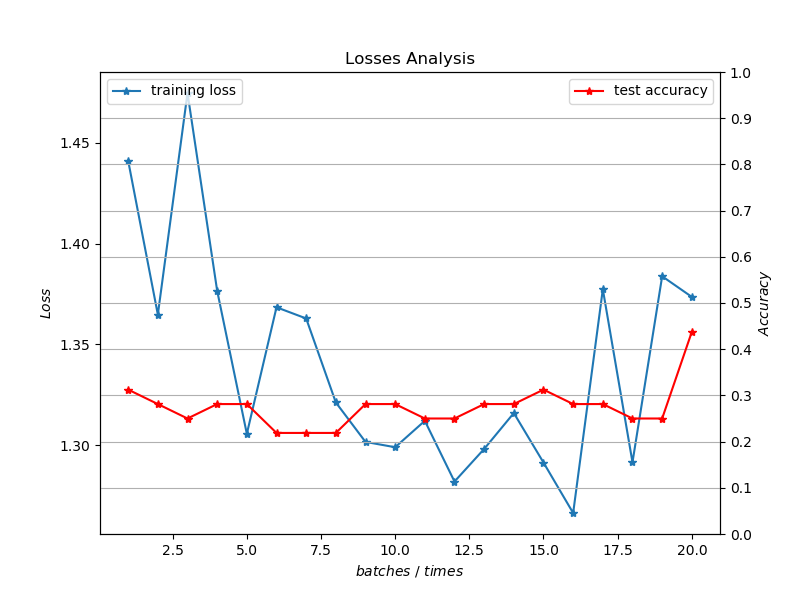 Losses Analysis
training loss
test accuracy
1.45
1.40
1.35
1.30
Loss
1.0
0.9
0.8
0.7
0.6
0.5
0.4
0.3
0.2
0.1
0.0
Accuracy
2.5 5.0 7.5 10.0 12.5 15.0 17.5 20.0
batches / times